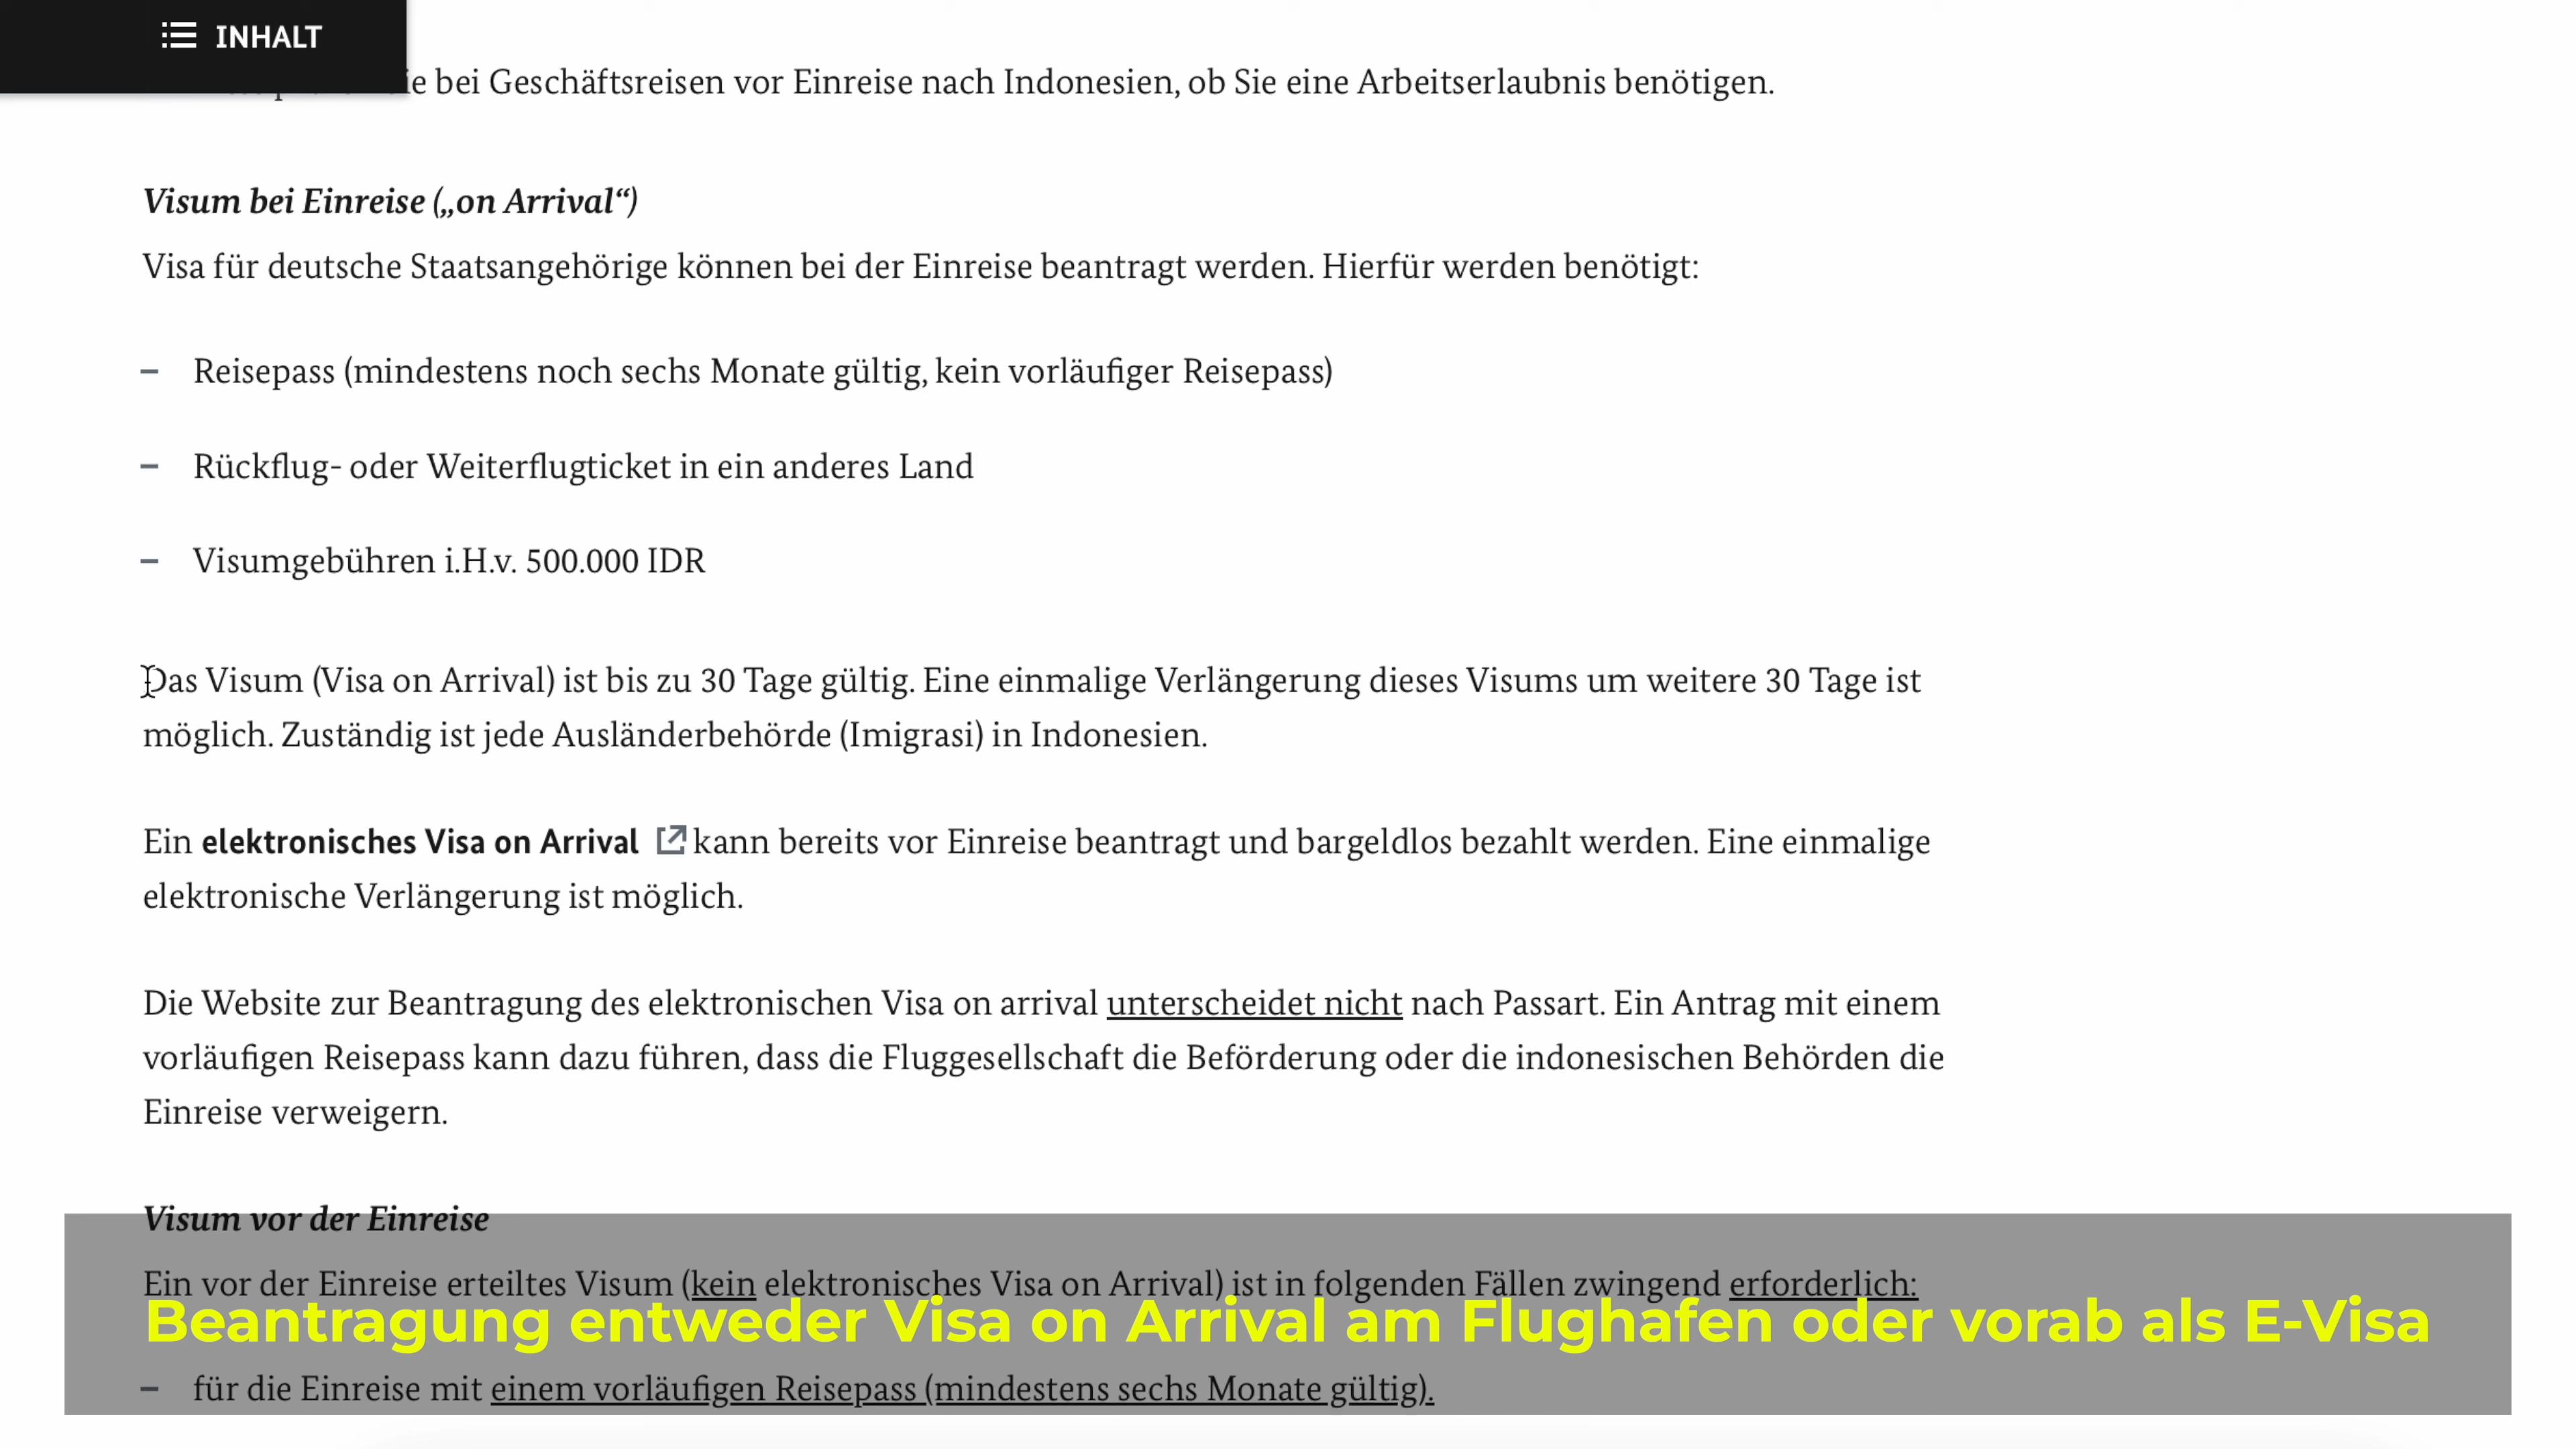 INHALT
ie bei Geschäftsreisen vor Einreise nach Indonesien, ob Sie eine Arbeitserlaubnis benötigen.
Visum bei Einreise („on Arrival“)
Visa für deutsche Staatsangehörige können bei der Einreise beantragt werden. Hierfür werden benötigt:
– Reisepass (mindestens noch sechs Monate gültig, kein vorläufiger Reisepass)
– Rückflug- oder Weiterflugticket in ein anderes Land
– Visumgebühren i.H.v. 500.000 IDR
Das Visum (Visa on Arrival) ist bis zu 30 Tage gültig. Eine einmalige Verlängerung dieses Visums um weitere 30 Tage ist
möglich. Zuständig ist jede Ausländerbehörde (Imigrasi) in Indonesien.
Ein elektronisches Visa on Arrival kann bereits vor Einreise beantragt und bargeldlos bezahlt werden. Eine einmalige
elektronische Verlängerung ist möglich.
Die Website zur Beantragung des elektronischen Visa on arrival unterscheidet nicht nach Passart. Ein Antrag mit einem
vorläufigen Reisepass kann dazu führen, dass die Fluggesellschaft die Beförderung oder die indonesischen Behörden die
Einreise verweigern.
Visum vor der Einreise
Ein vor der Einreise erteiltes Visum (kein elektronisches Visa on Arrival) ist in folgenden Fällen zwingend erforderlich:
Beantragung entweder Visa on Arrival am Flughafen oder vorab als E-Visa
– für die Einreise mit einem vorläufigen Reisepass (mindestens sechs Monate gültig).